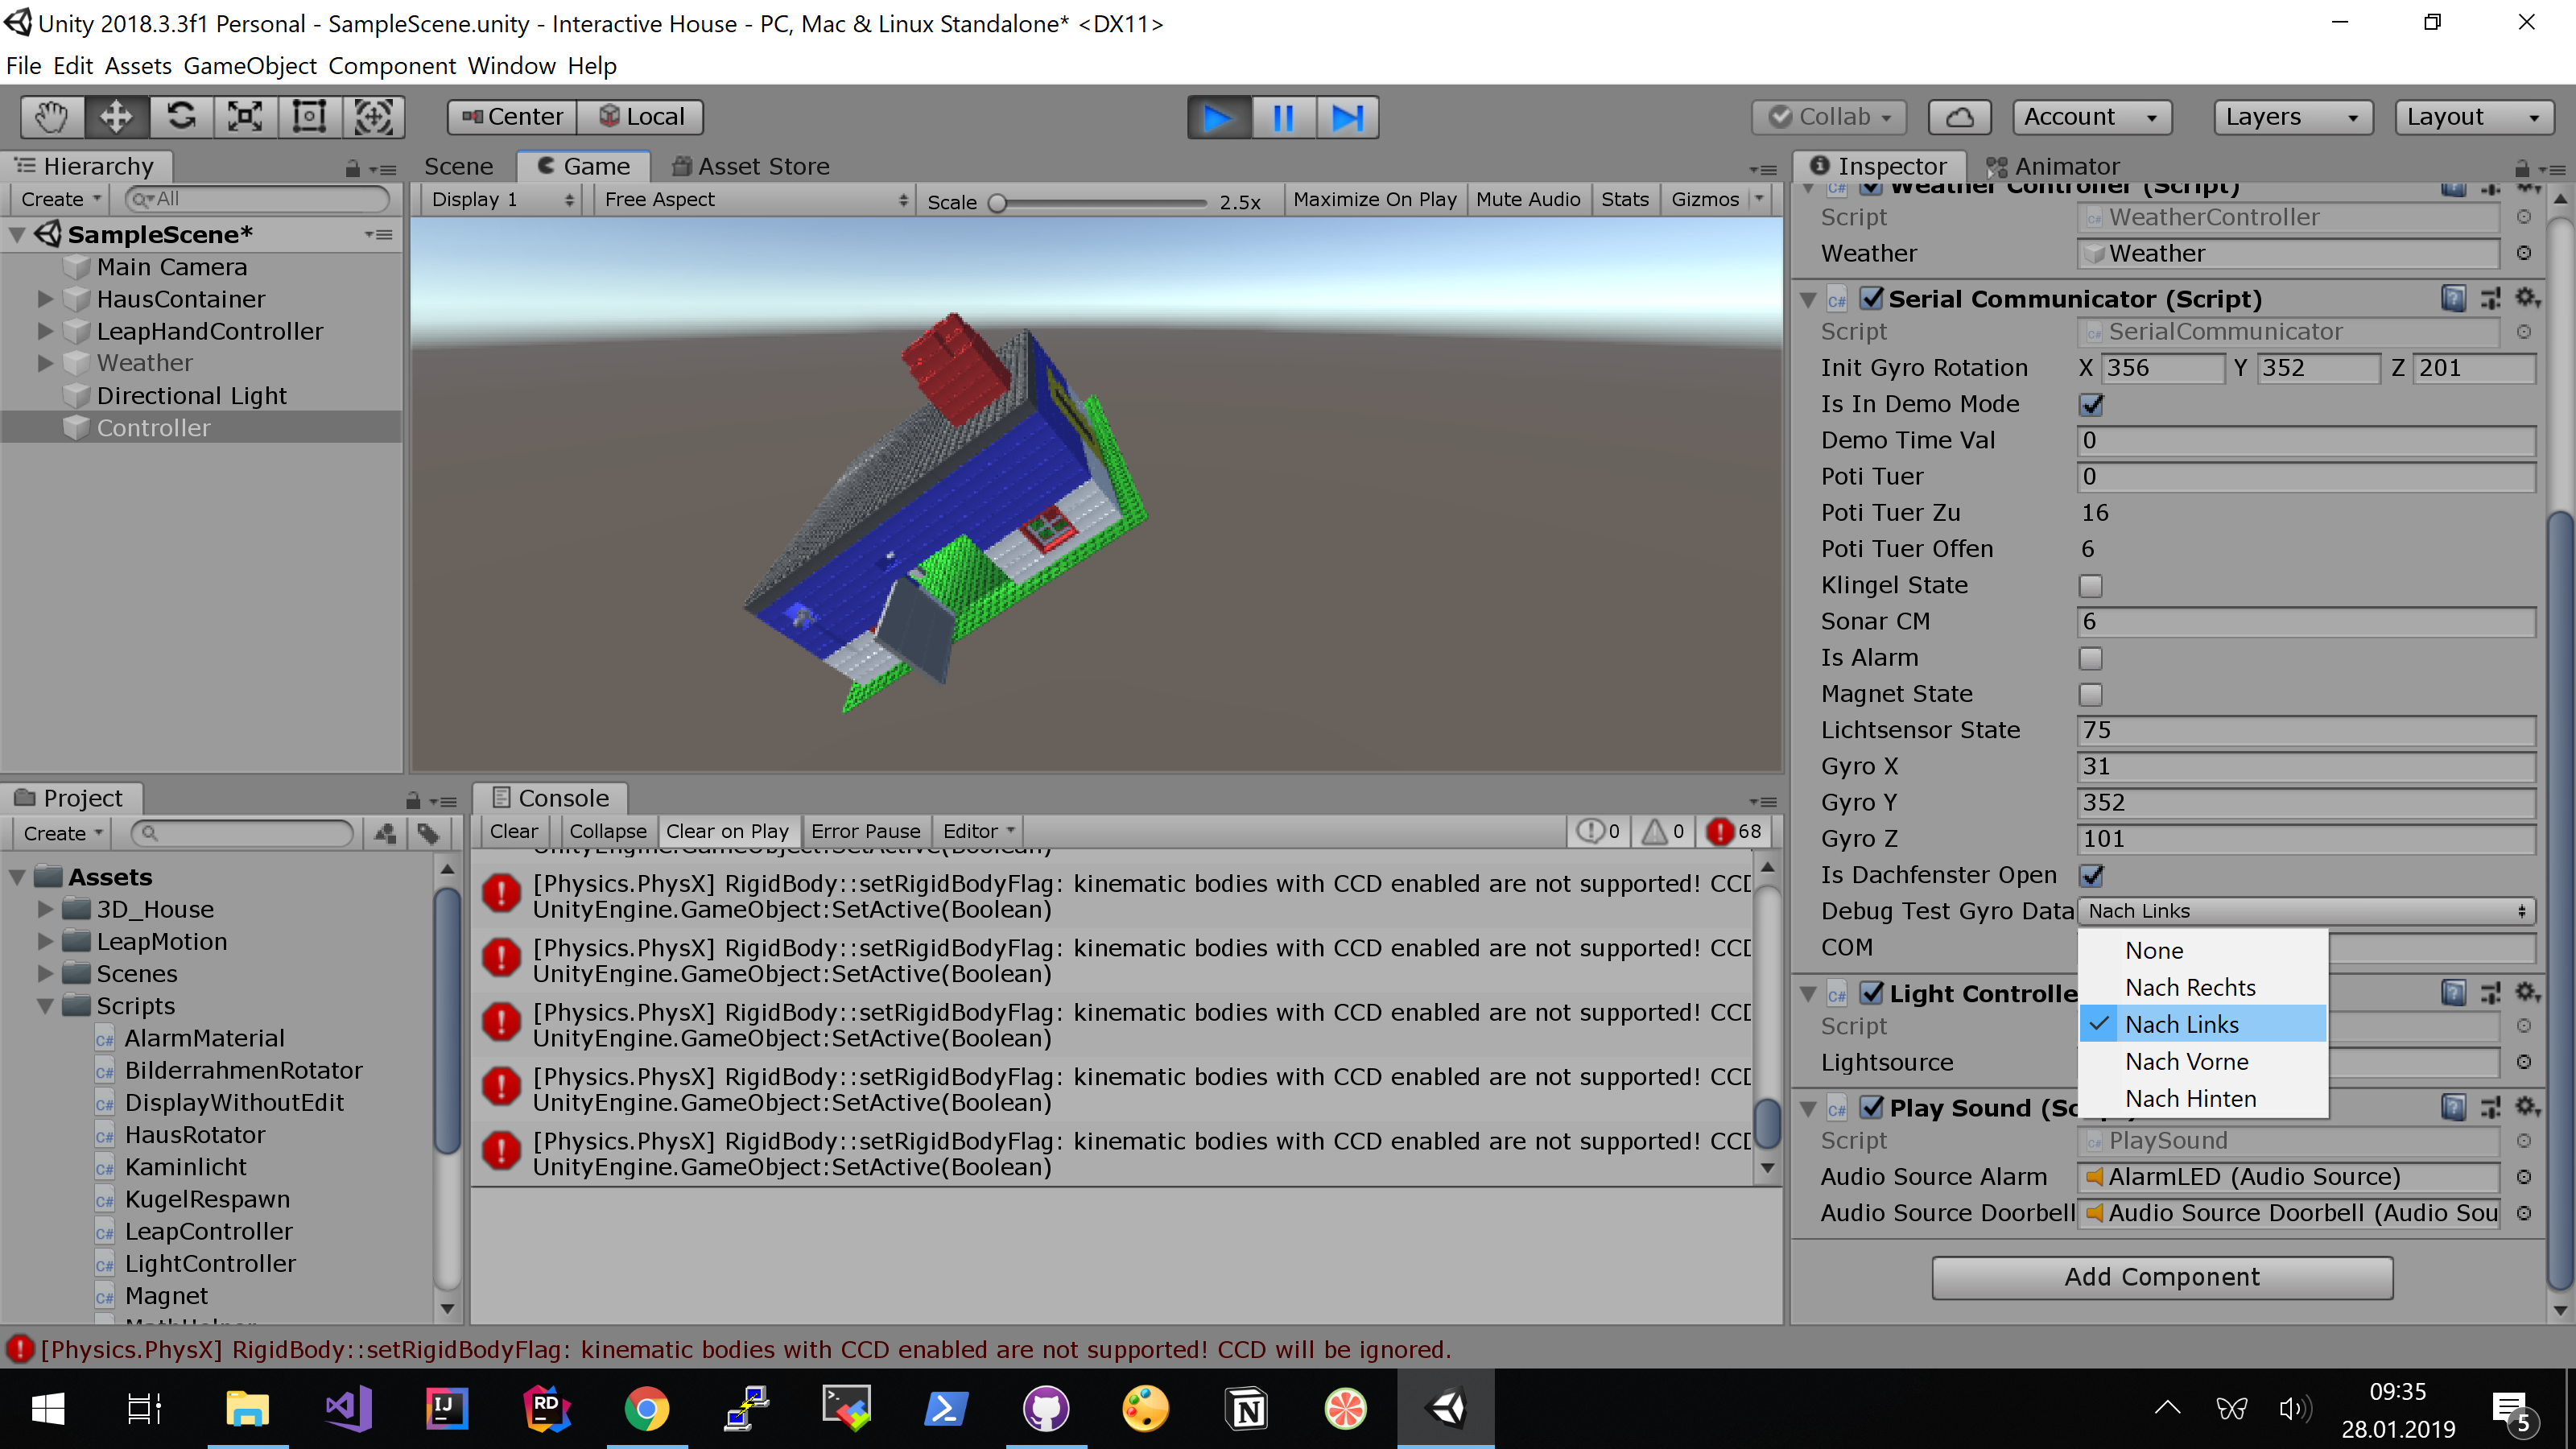 Unity 2018.3.3f1 Personal - SampleScene.unity - Interactive House - PC, Mac & Linux Standalone* <DX11>
File Edit Assets GameObject Component Window Help
Center Local Collab Account Layers Layout
Hierarchy
Create All
SampleScene*
Main Camera
HausContainer
LeapHandController
Weather
Directional Light
Controller
Scene Game Asset Store
Display 1 Free Aspect Scale 2.5x Maximize On Play Mute Audio Stats Gizmos
Project
Create
Assets
3D_House
LeapMotion
Scenes
Scripts
AlarmMaterial
BilderrahmenRotator
DisplayWithoutEdit
HausRotator
Kaminlicht
KugelRespawn
LeapController
LightController
Magnet
MathHelper
Console
Clear Collapse Clear on Play Error Pause Editor 0 0 68
UnityEngine.GameObject:SetActive(Boolean)
[Physics.PhysX] RigidBody::setRigidBodyFlag: kinematic bodies with CCD enabled are not supported! CCD
UnityEngine.GameObject:SetActive(Boolean)
[Physics.PhysX] RigidBody::setRigidBodyFlag: kinematic bodies with CCD enabled are not supported! CCD
UnityEngine.GameObject:SetActive(Boolean)
[Physics.PhysX] RigidBody::setRigidBodyFlag: kinematic bodies with CCD enabled are not supported! CCD
UnityEngine.GameObject:SetActive(Boolean)
[Physics.PhysX] RigidBody::setRigidBodyFlag: kinematic bodies with CCD enabled are not supported! CCD
UnityEngine.GameObject:SetActive(Boolean)
[Physics.PhysX] RigidBody::setRigidBodyFlag: kinematic bodies with CCD enabled are not supported! CCD
UnityEngine.GameObject:SetActive(Boolean)
Inspector Animator
Weather Controller (Script)
Script WeatherController
Weather Weather
Serial Communicator (Script)
Script SerialCommunicator
Init Gyro Rotation X 356 Y 352 Z 201
Is In Demo Mode
Demo Time Val 0
Poti Tuer 0
Poti Tuer Zu 16
Poti Tuer Offen 6
Klingel State
Sonar CM 6
Is Alarm
Magnet State
Lichtsensor State 75
Gyro X 31
Gyro Y 352
Gyro Z 101
Is Dachfenster Open
Debug Test Gyro Data Nach Links
COM
None
Nach Rechts
Nach Links
Nach Vorne
Nach Hinten
Light Controlle
Script
Lightsource
Play Sound (Sc
Script PlaySound
Audio Source Alarm AlarmLED (Audio Source)
Audio Source Doorbell Audio Source Doorbell (Audio Sou
Add Component
[Physics.PhysX] RigidBody::setRigidBodyFlag: kinematic bodies with CCD enabled are not supported! CCD will be ignored.
IJ RD N
09:35
28.01.2019
5